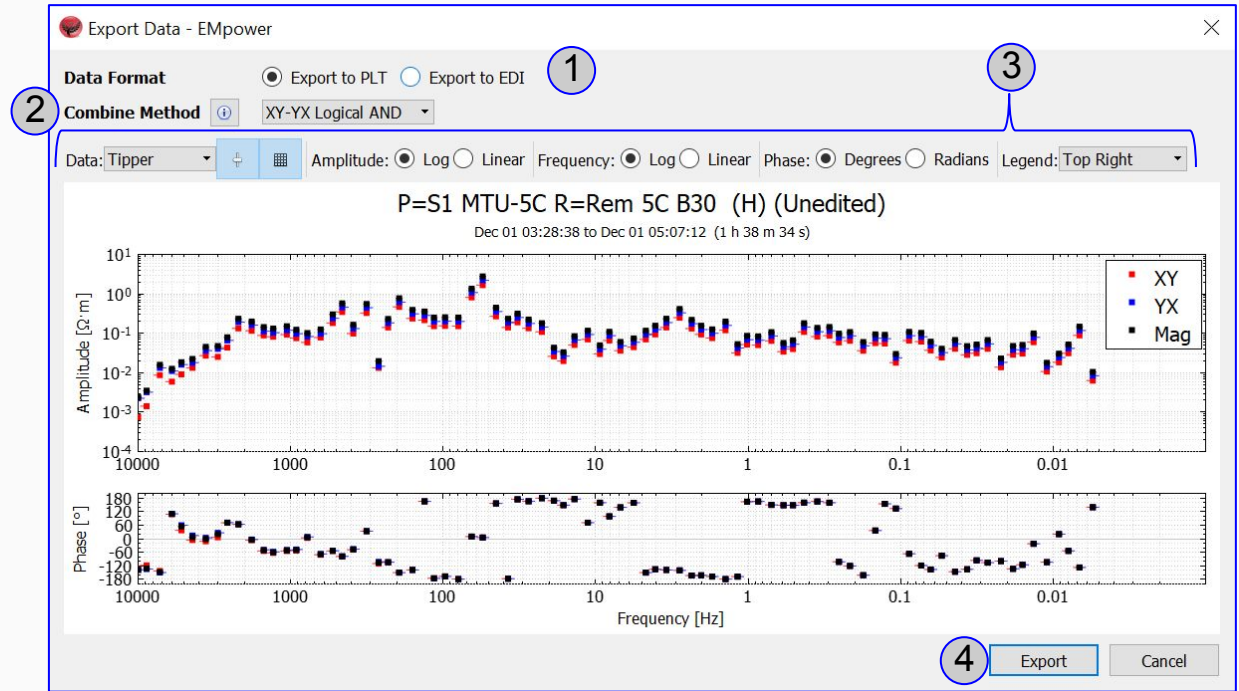 Export Data - EMpower
1
3
Data Format Export to PLT Export to EDI
2
Combine Method XY-YX Logical AND
Data: Tipper Amplitude: Log Linear Frequency: Log Linear Phase: Degrees Radians Legend: Top Right
P=S1 MTU-5C R=Rem 5C B30 (H) (Unedited)
Dec 01 03:28:38 to Dec 01 05:07:12 (1 h 38 m 34 s)
Amplitude [Ω·m]
10¹
10⁰
10⁻¹
10⁻²
10⁻³
10⁻⁴
XY
YX
Mag
10000 1000 100 10 1 0.1 0.01
Phase [°]
180
120
60
0
-60
-120
-180
10000 1000 100 10 1 0.1 0.01
Frequency [Hz]
4
Export Cancel